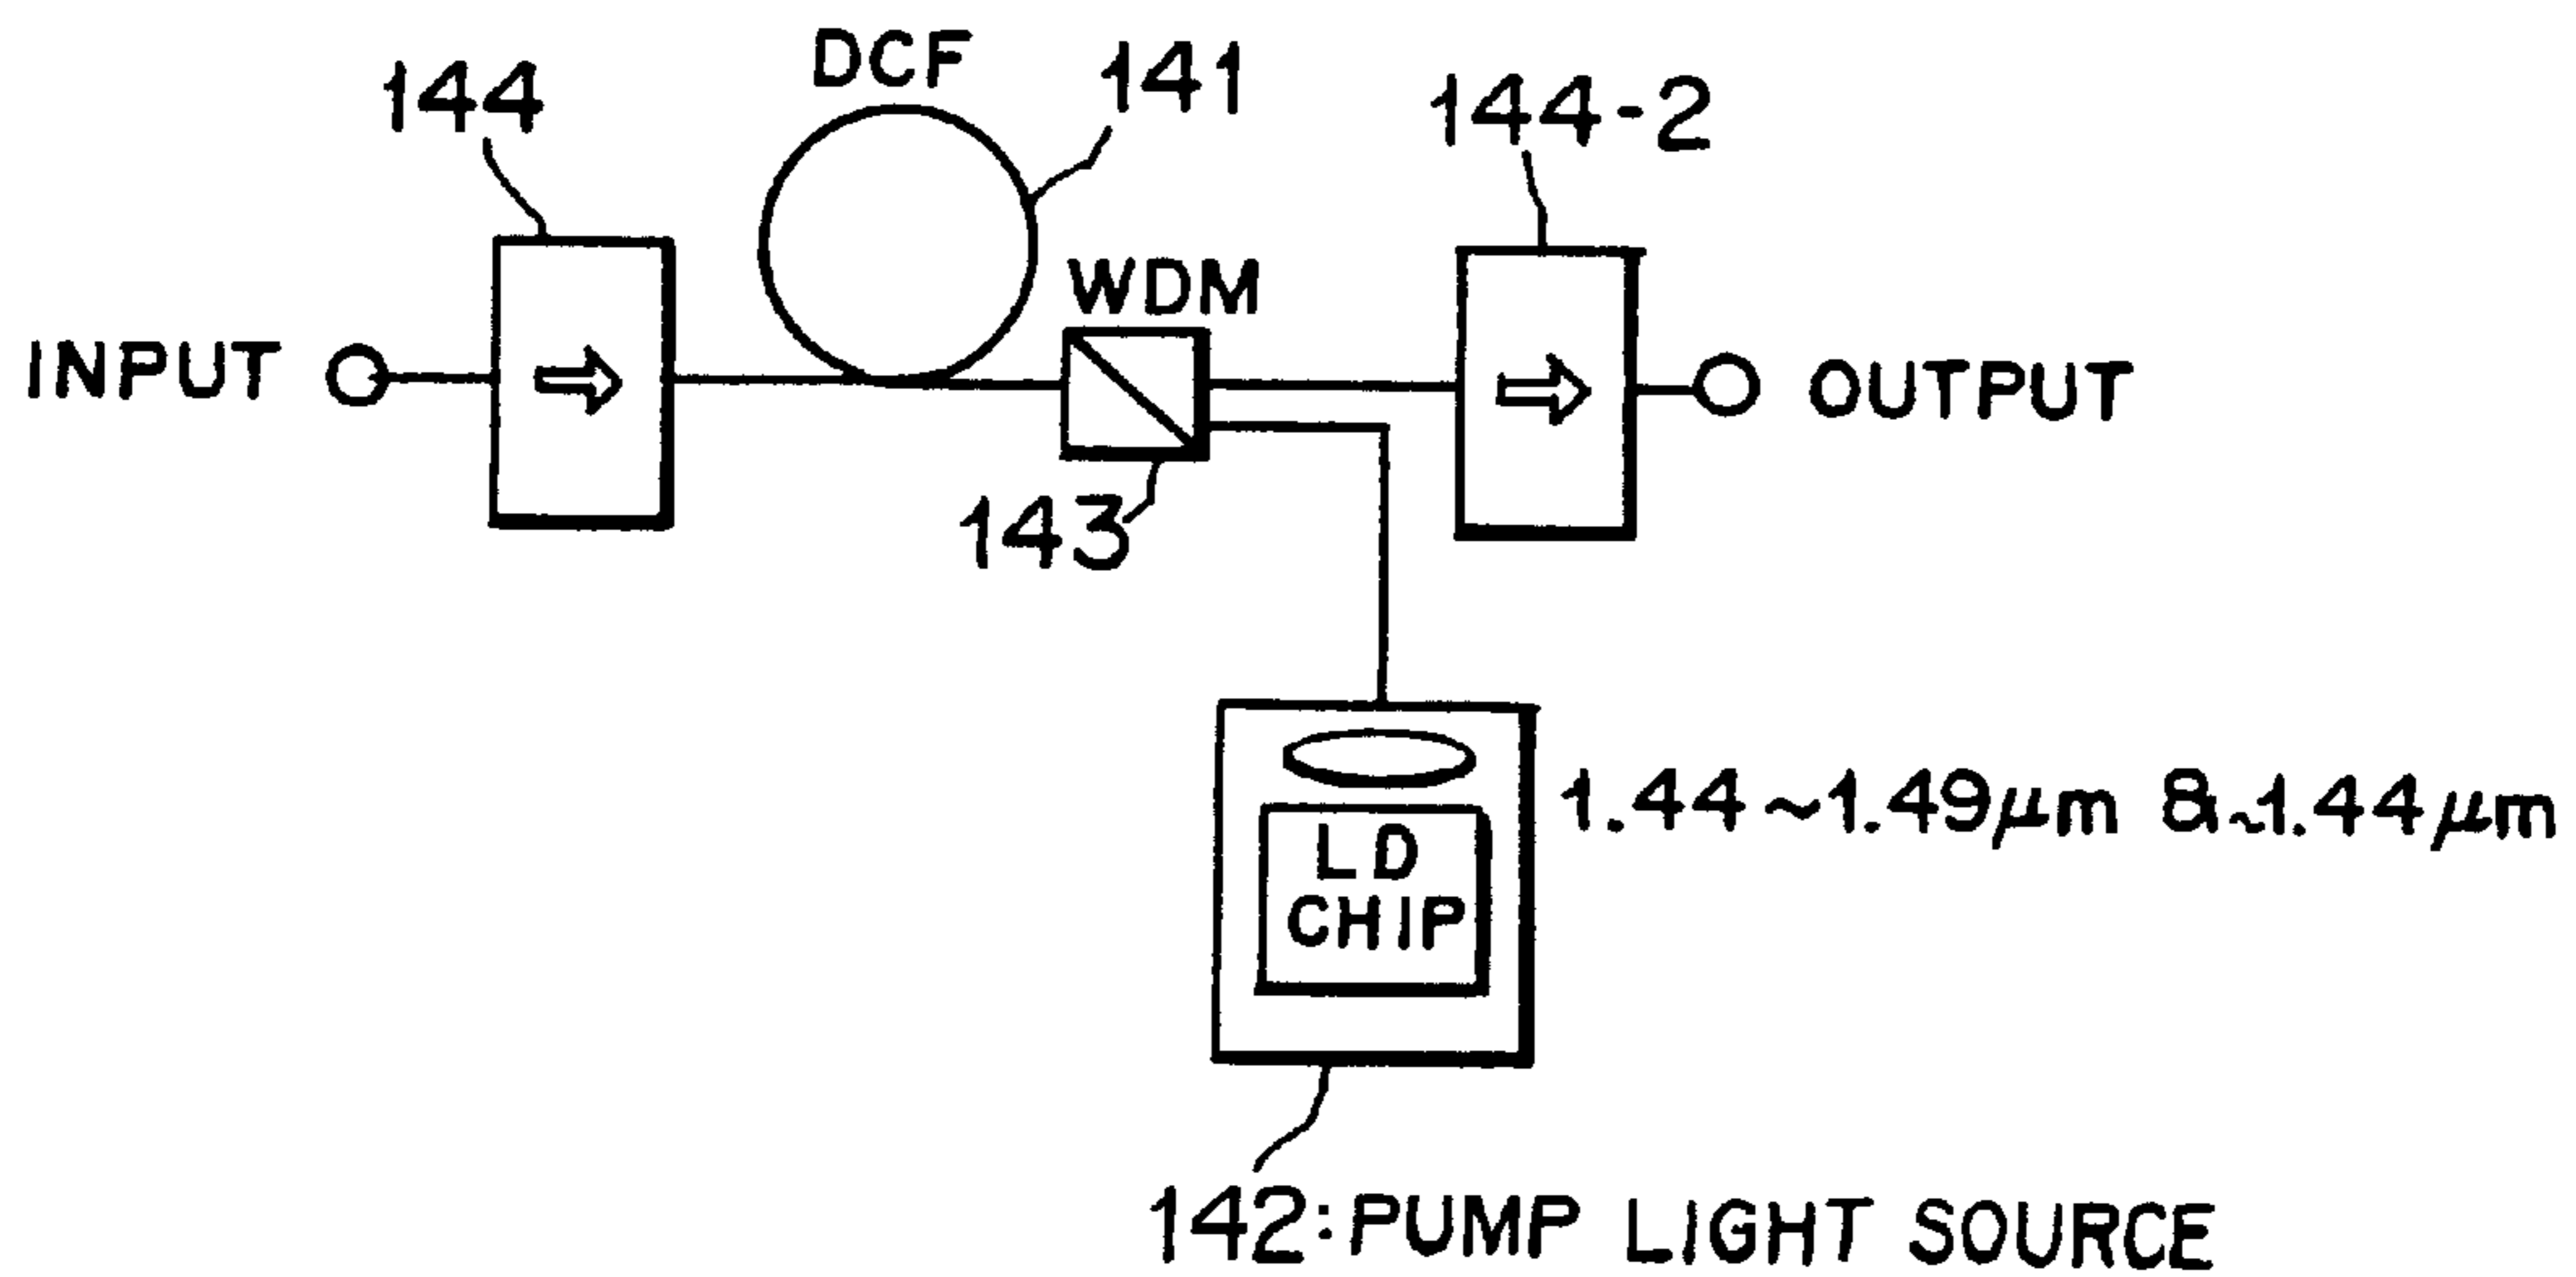 DCF
144
141
144-2
WDM
INPUT
OUTPUT
143
1.44~1.49μm & ~1.44μm
LD
CHIP
142: PUMP LIGHT SOURCE